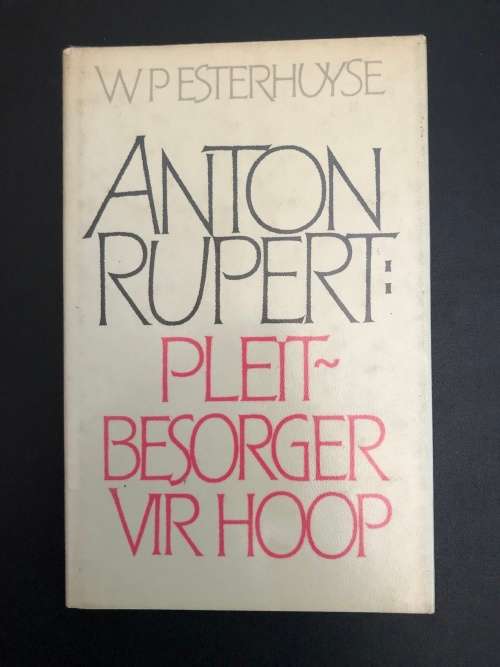 W P ESTERHUYSE
ANTON
RUPERT:
PLEIT~
BESORGER
VIR HOOP